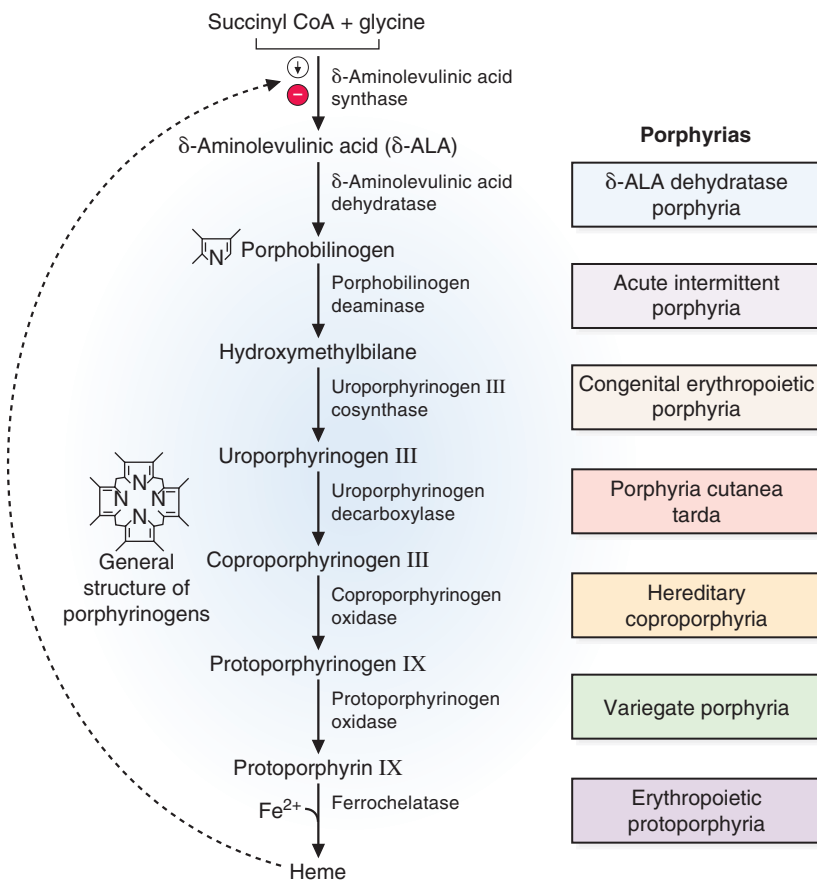 Succinyl CoA + glycine
δ-Aminolevulinic acid
synthase
δ-Aminolevulinic acid (δ-ALA)
δ-Aminolevulinic acid
dehydratase
N
Porphobilinogen
Porphobilinogen
deaminase
Hydroxymethylbilane
Uroporphyrinogen III
cosynthase
Uroporphyrinogen III
Uroporphyrinogen
decarboxylase
Coproporphyrinogen III
Coproporphyrinogen
oxidase
Protoporphyrinogen IX
Protoporphyrinogen
oxidase
Protoporphyrin IX
Fe²⁺
Ferrochelatase
Heme
N
N N
N
General
structure of
porphyrinogens
Porphyrias
δ-ALA dehydratase
porphyria
Acute intermittent
porphyria
Congenital erythropoietic
porphyria
Porphyria cutanea
tarda
Hereditary
coproporphyria
Variegate porphyria
Erythropoietic
protoporphyria